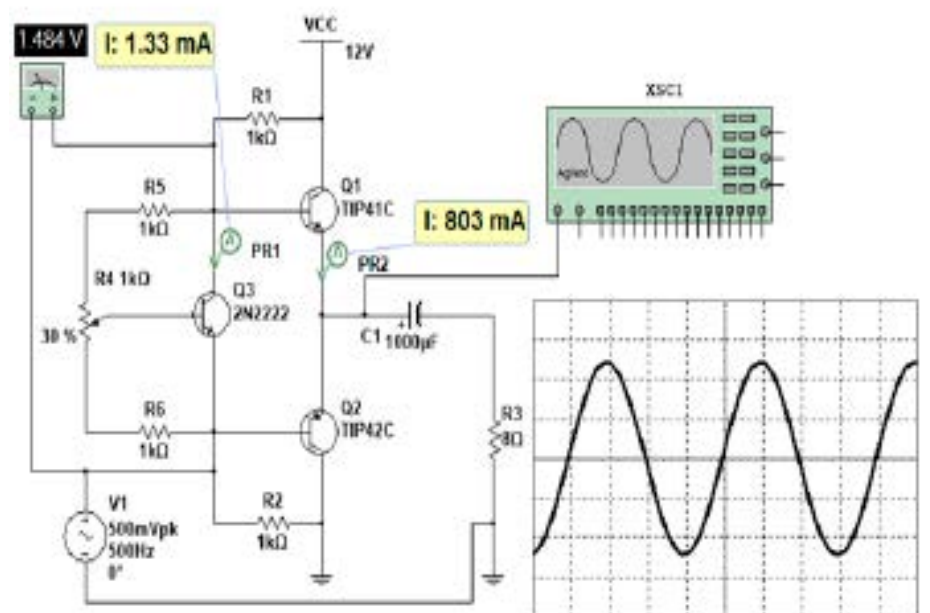 1.484 V
I: 1.33 mA
VCC
12V
R1
1kΩ
XSC1
Agilent
Q1
TIP41C
R5
1kΩ
I: 803 mA
PR1
PR2
R4 1kΩ
Q3
2N2222
30 %
C1
1000µF
R3
8Ω
R6
1kΩ
Q2
TIP42C
R2
1kΩ
V1
500mVpk
500Hz
0°